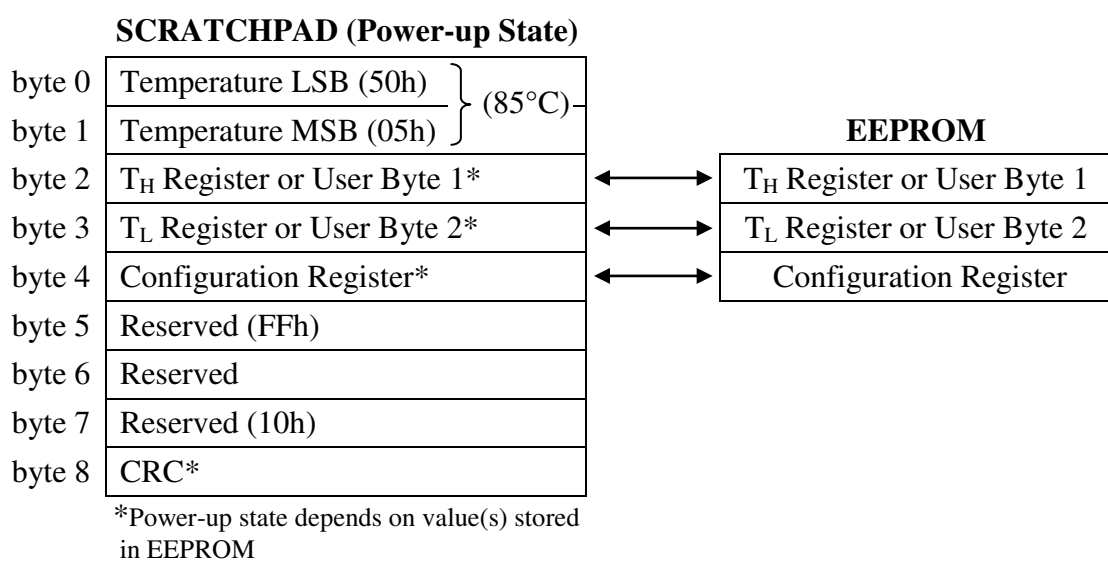 SCRATCHPAD (Power-up State)
byte 0 Temperature LSB (50h)
(85°C)
byte 1 Temperature MSB (05h)
EEPROM
byte 2 TH Register or User Byte 1* TH Register or User Byte 1
byte 3 TL Register or User Byte 2* TL Register or User Byte 2
byte 4 Configuration Register* Configuration Register
byte 5 Reserved (FFh)
byte 6 Reserved
byte 7 Reserved (10h)
byte 8 CRC*
*Power-up state depends on value(s) stored
in EEPROM